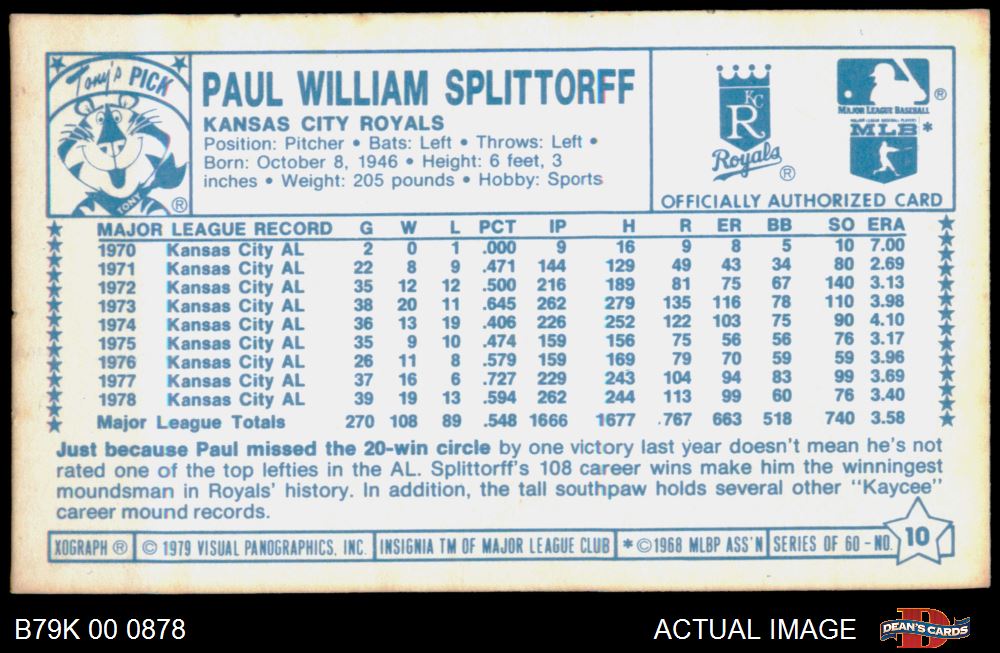 Tony's PICK
TONY
®
PAUL WILLIAM SPLITTORFF
KANSAS CITY ROYALS
Position: Pitcher • Bats: Left • Throws: Left •
Born: October 8, 1946 • Height: 6 feet, 3
inches • Weight: 205 pounds • Hobby: Sports
KC
R
Royals ®
®
MAJOR LEAGUE BASEBALL
MAJOR LEAGUE BASEBALL PLAYERS
MLB *
OFFICIALLY AUTHORIZED CARD
MAJOR LEAGUE RECORD G W L PCT IP H R ER BB SO ERA
1970 Kansas City AL 2 0 1 .000 9 16 9 8 5 10 7.00
1971 Kansas City AL 22 8 9 .471 144 129 49 43 34 80 2.69
1972 Kansas City AL 35 12 12 .500 216 189 81 75 67 140 3.13
1973 Kansas City AL 38 20 11 .645 262 279 135 116 78 110 3.98
1974 Kansas City AL 36 13 19 .406 226 252 122 103 75 90 4.10
1975 Kansas City AL 35 9 10 .474 159 156 75 56 56 76 3.17
1976 Kansas City AL 26 11 8 .579 159 169 79 70 59 59 3.96
1977 Kansas City AL 37 16 6 .727 229 243 104 94 83 99 3.69
1978 Kansas City AL 39 19 13 .594 262 244 113 99 60 76 3.40
Major League Totals 270 108 89 .548 1666 1677 .767 663 518 740 3.58
Just because Paul missed the 20-win circle by one victory last year doesn't mean he's not
rated one of the top lefties in the AL. Splittorff's 108 career wins make him the winningest
moundsman in Royals' history. In addition, the tall southpaw holds several other "Kaycee"
career mound records.
XOGRAPH ® © 1979 VISUAL PANOGRAPHICS, INC. INSIGNIA TM OF MAJOR LEAGUE CLUB *©1968 MLBP ASS'N SERIES OF 60 - NO. 10
B79K 00 0878
ACTUAL IMAGE
D
DEAN'S CARDS